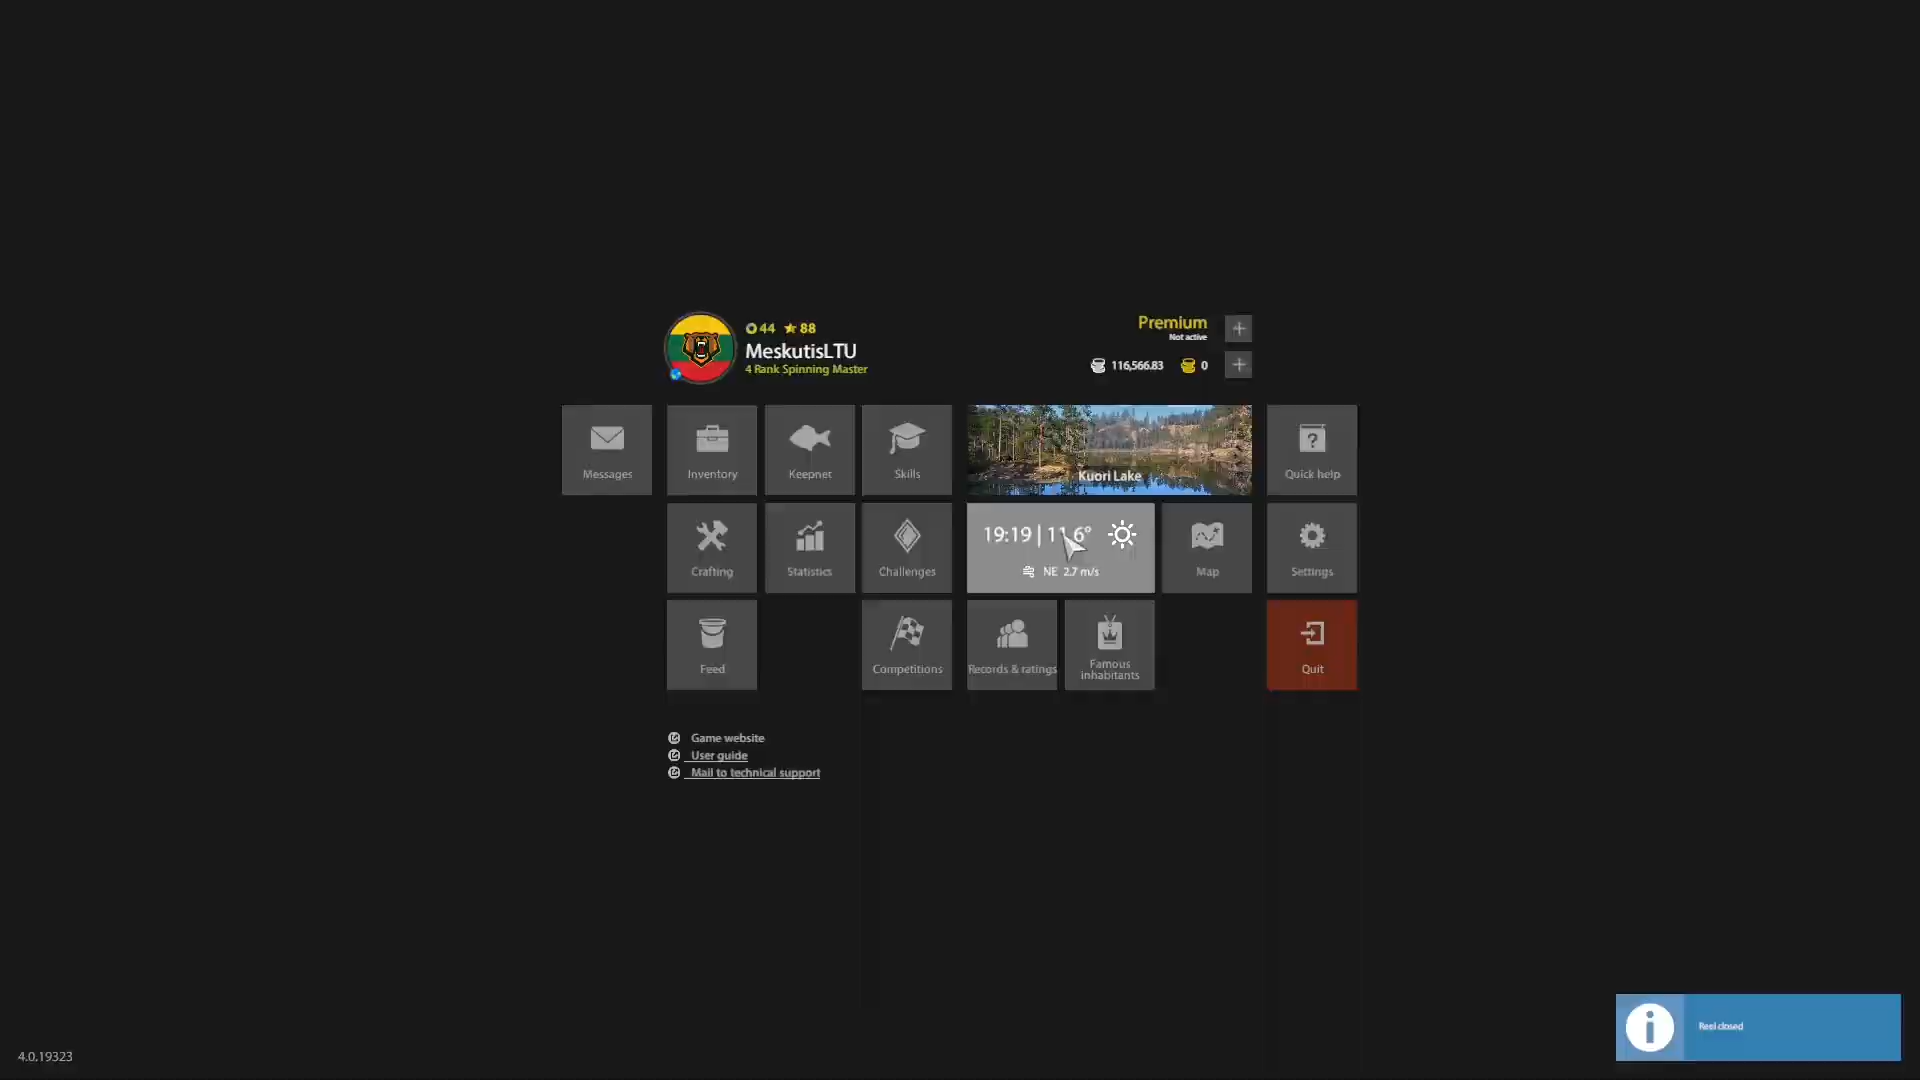 44 88
MeskutisLTU
4 Rank Spinning Master
Premium
Not active
116,566.83 0
Messages
Inventory
Keepnet
Skills
Kuori Lake
Quick help
Crafting
Statistics
Challenges
19:19 | 11.6°
NE 2.7 m/s
Map
Settings
Feed
Competitions
Records & ratings
Famous
inhabitants
Quit
Game website
User guide
Mail to technical support
Reel closed
4.0.19323